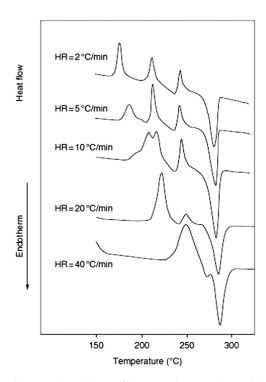 HR = 2 °C/min
Heat flow
HR = 5 °C/min
HR = 10 °C/min
HR = 20 °C/min
Endotherm
HR = 40 °C/min
150 200 250 300
Temperature (°C)